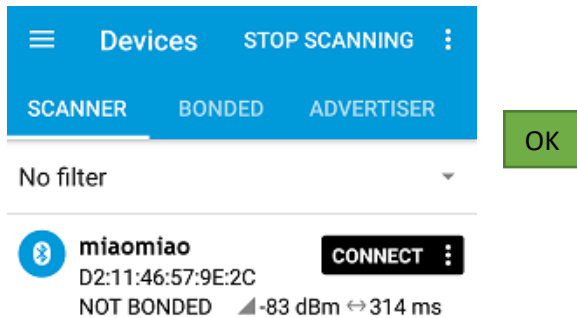 Devices STOP SCANNING
SCANNER BONDED ADVERTISER
OK
No filter
miaomiao CONNECT
D2:11:46:57:9E:2C
NOT BONDED -83 dBm ↔ 314 ms